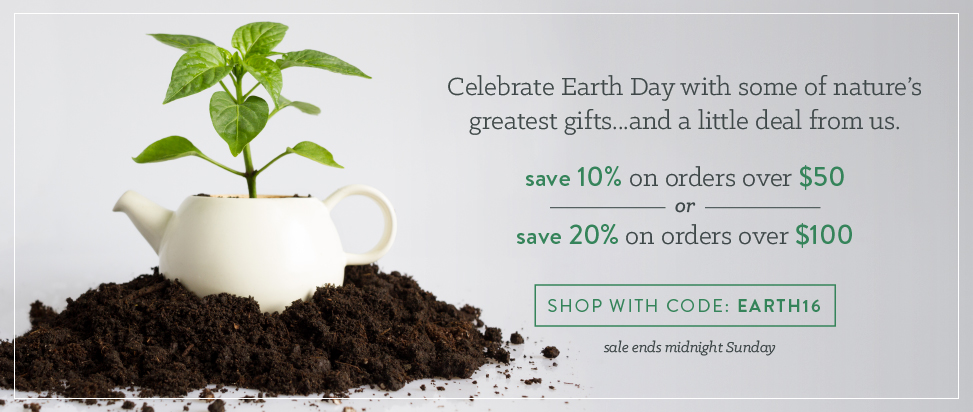 Celebrate Earth Day with some of nature's
greatest gifts...and a little deal from us.
save 10% on orders over $50
or
save 20% on orders over $100
SHOP WITH CODE: EARTH16
sale ends midnight Sunday